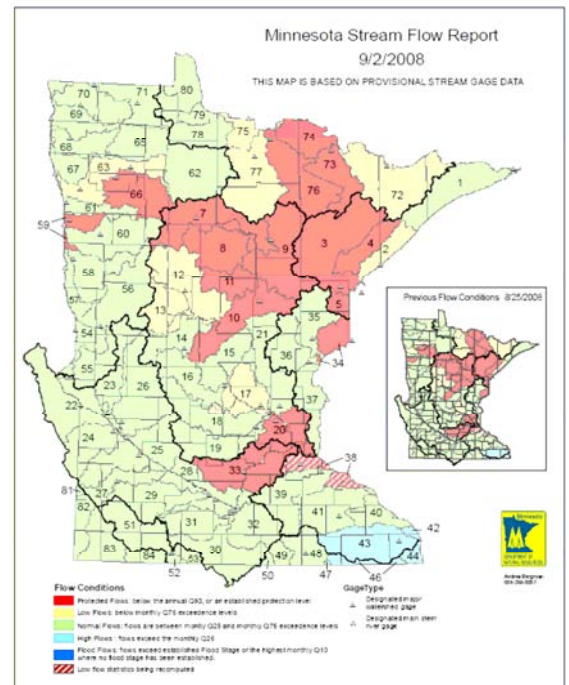 Minnesota Stream Flow Report
9/2/2008
THIS MAP IS BASED ON PROVISIONAL STREAM GAGE DATA
70 71 80
69 79 75 74
68 65 78
67 63 62 77 73
66 76 72 1
61 7
59 60 8 9 3 4 2
58 12 11
57 56 13 10 5
54 14 35
55 15 21 36 34
23 26 16
22 17 37
24 18 20
25 19 38
28 33
81 27 29 39
82 41 40
51 31 32 42
83 84 53 30 49 48 43 44
52 50 47 46
Previous Flow Conditions 8/25/2008
Minnesota
DEPARTMENT OF
NATURAL RESOURCES
Flow Conditions
Protected Flows: below the annual Q90, or an established protection level
Low Flows: below monthly Q75 exceedence levels
Normal Flows: flows are between monthly Q25 and monthly Q75 exceedence levels
High Flows: flows exceed the monthly Q25
Flood Flows: flows exceed established Flood Stage or the highest monthly Q10
where no flood stage has been established.
Low flow statistics being recomputed
GageType
Designated major
watershed gage
Designated main stem
river gage